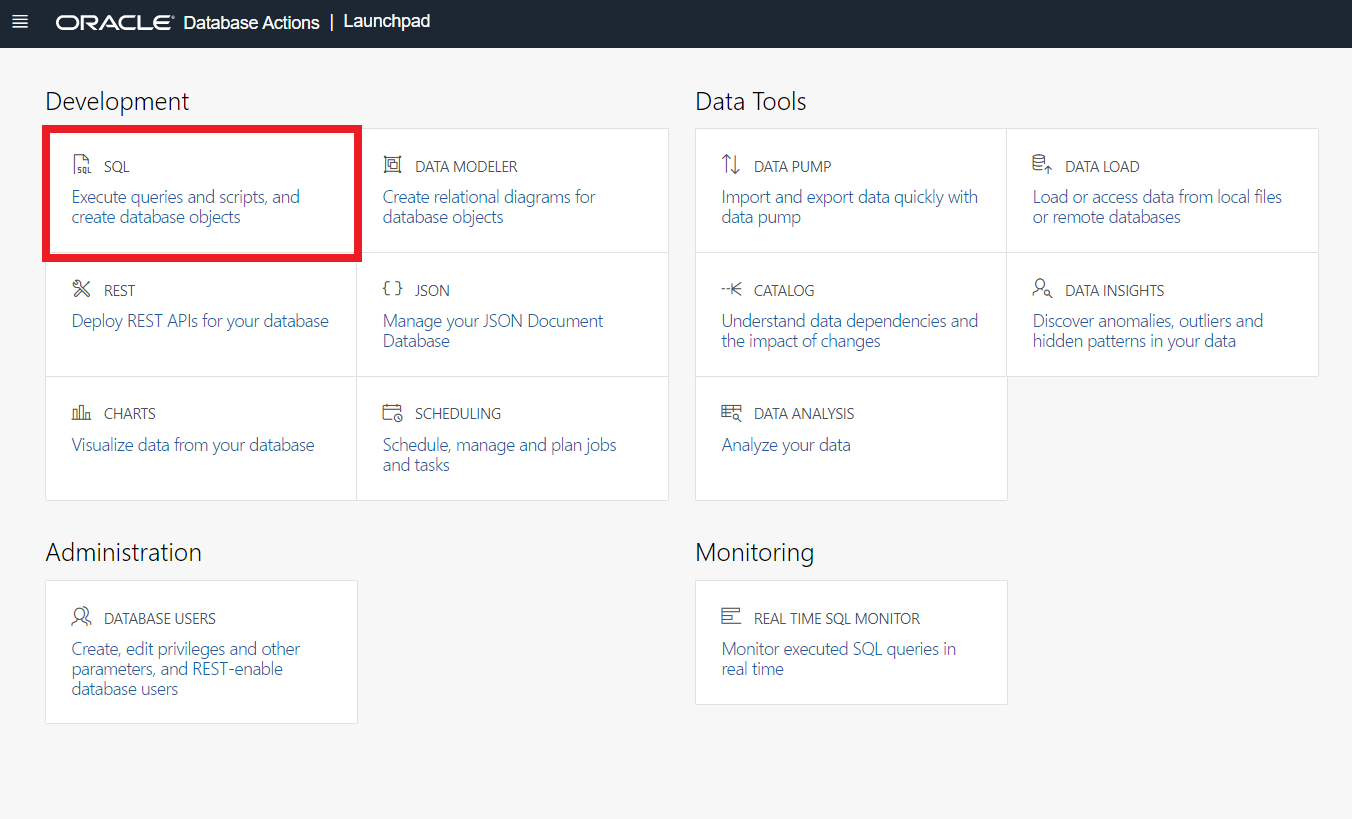 ORACLE Database Actions | Launchpad
Development
SQL
Execute queries and scripts, and
create database objects
DATA MODELER
Create relational diagrams for
database objects
REST
Deploy REST APIs for your database
JSON
Manage your JSON Document
Database
CHARTS
Visualize data from your database
SCHEDULING
Schedule, manage and plan jobs
and tasks
Data Tools
DATA PUMP
Import and export data quickly with
data pump
DATA LOAD
Load or access data from local files
or remote databases
CATALOG
Understand data dependencies and
the impact of changes
DATA INSIGHTS
Discover anomalies, outliers and
hidden patterns in your data
DATA ANALYSIS
Analyze your data
Administration
DATABASE USERS
Create, edit privileges and other
parameters, and REST-enable
database users
Monitoring
REAL TIME SQL MONITOR
Monitor executed SQL queries in
real time